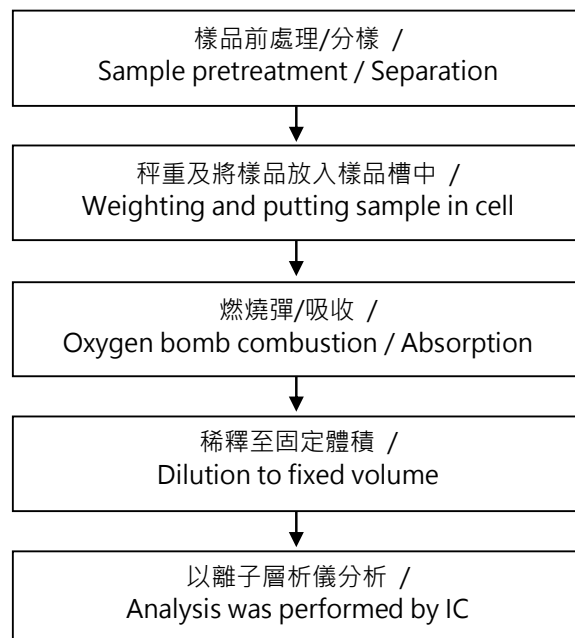 樣品前處理/分樣 /
Sample pretreatment / Separation
秤重及將樣品放入樣品槽中 /
Weighting and putting sample in cell
燃燒彈/吸收 /
Oxygen bomb combustion / Absorption
稀釋至固定體積 /
Dilution to fixed volume
以離子層析儀分析 /
Analysis was performed by IC